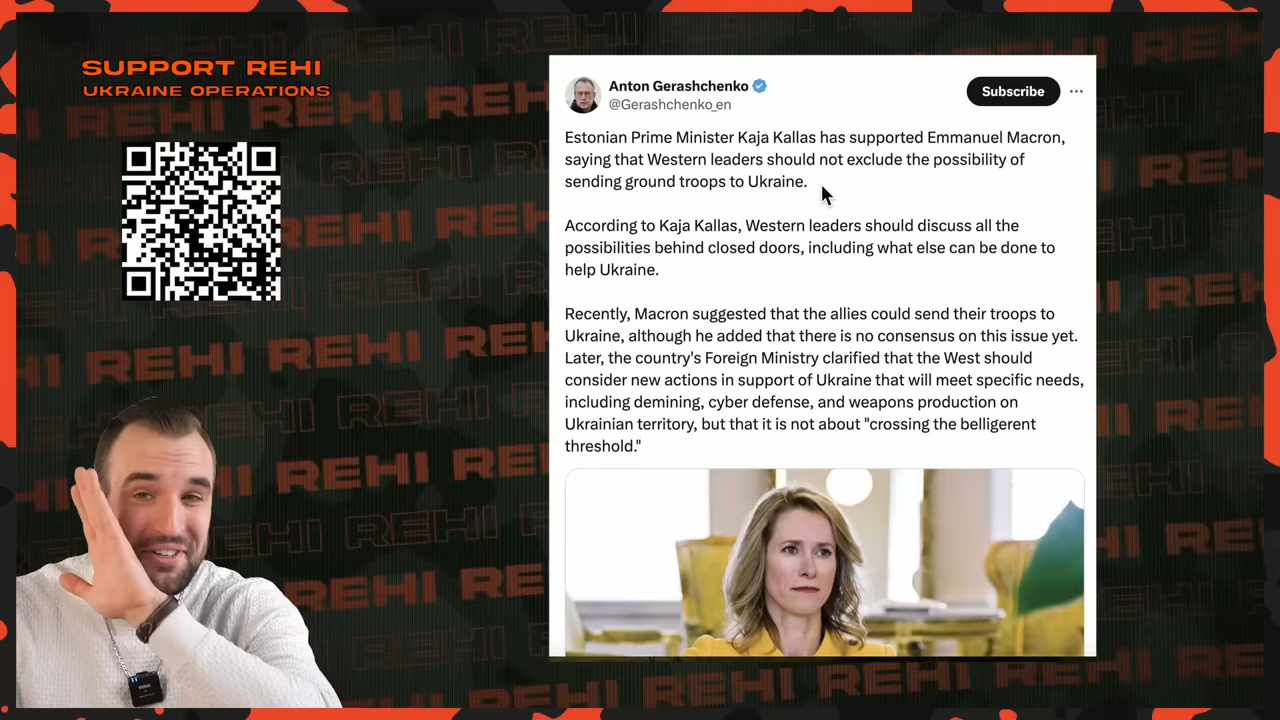 SUPPORT REHI
UKRAINE OPERATIONS
Anton Gerashchenko
@Gerashchenko_en
Subscribe
Estonian Prime Minister Kaja Kallas has supported Emmanuel Macron,
saying that Western leaders should not exclude the possibility of
sending ground troops to Ukraine.
According to Kaja Kallas, Western leaders should discuss all the
possibilities behind closed doors, including what else can be done to
help Ukraine.
Recently, Macron suggested that the allies could send their troops to
Ukraine, although he added that there is no consensus on this issue yet.
Later, the country's Foreign Ministry clarified that the West should
consider new actions in support of Ukraine that will meet specific needs,
including demining, cyber defense, and weapons production on
Ukrainian territory, but that it is not about "crossing the belligerent
threshold."